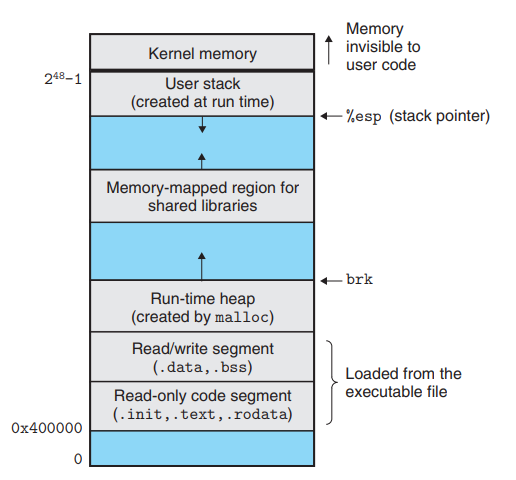 Memory
invisible to
user code
Kernel memory
2⁴⁸−1
User stack
(created at run time)
%esp (stack pointer)
Memory-mapped region for
shared libraries
brk
Run-time heap
(created by malloc)
Read/write segment
(.data,.bss)
Loaded from the
executable file
Read-only code segment
(.init,.text,.rodata)
0x400000
0